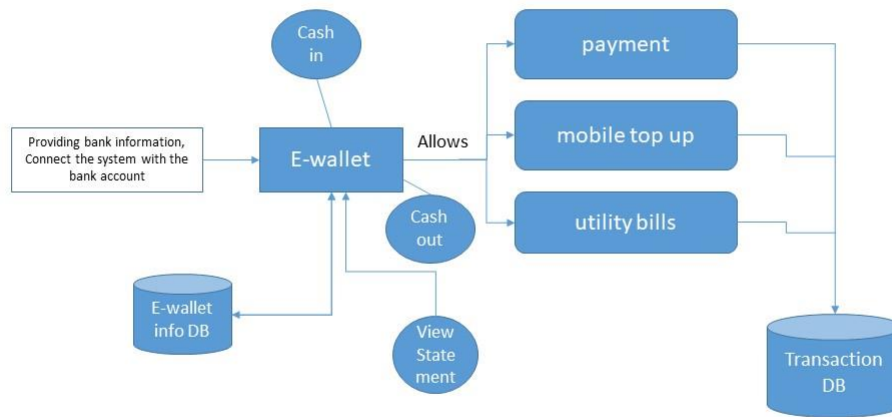 Cash
in
payment
Providing bank information,
Connect the system with the
bank account
E-wallet
Allows
mobile top up
Cash
out
utility bills
E-wallet
info DB
View
State
ment
Transaction
DB